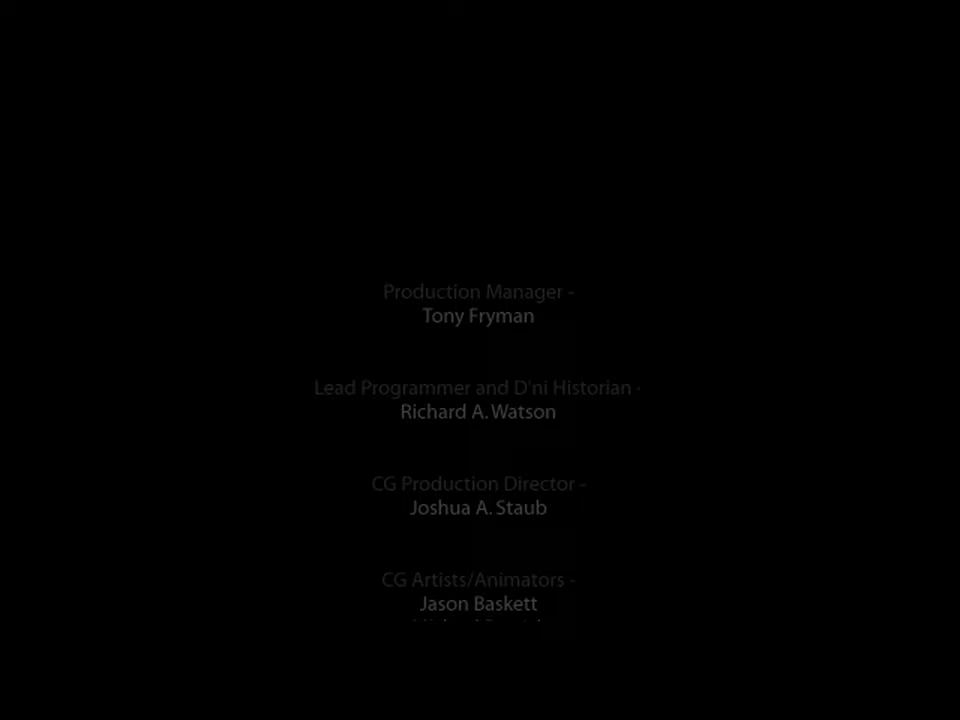 Production Manager -
Tony Fryman
Lead Programmer and D'ni Historian -
Richard A. Watson
CG Production Director -
Joshua A. Staub
CG Artists/Animators -
Jason Baskett